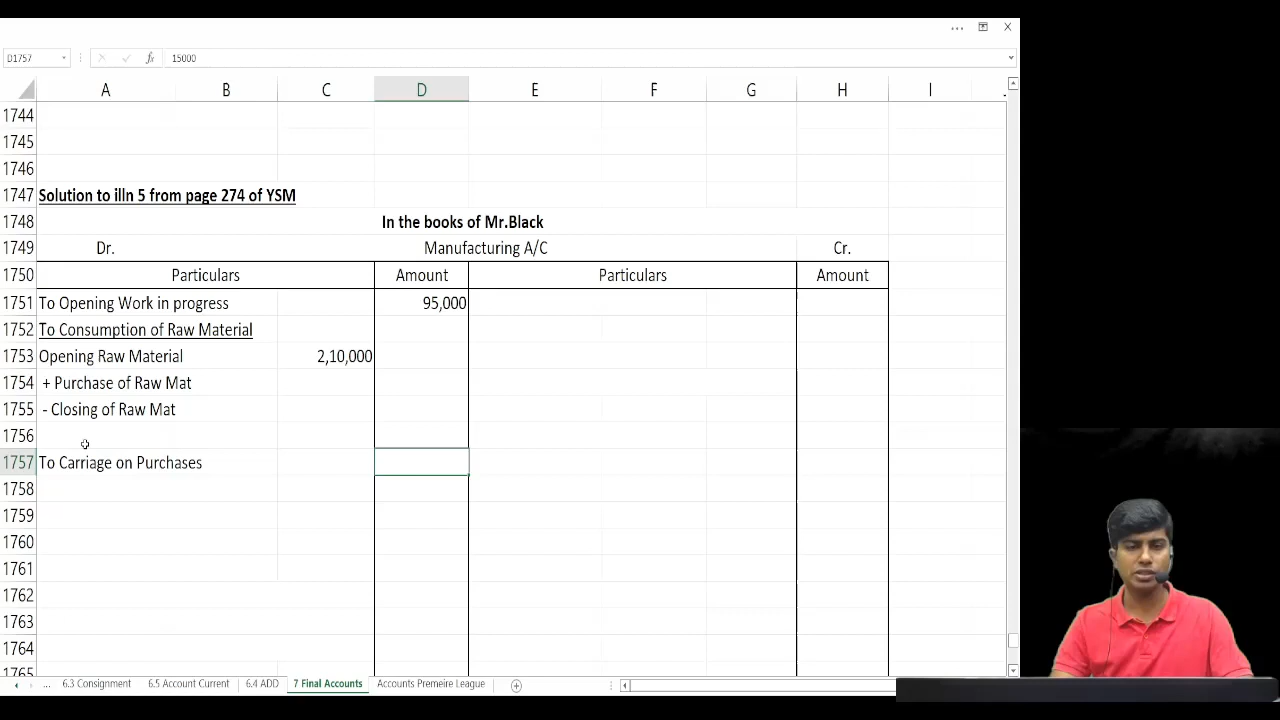 D1757
fx
15000
A B C D E F G H I
1744
1745
1746
1747 Solution to illn 5 from page 274 of YSM
1748 In the books of Mr.Black
1749 Dr. Manufacturing A/C Cr.
1750 Particulars Amount Particulars Amount
1751 To Opening Work in progress 95,000
1752 To Consumption of Raw Material
1753 Opening Raw Material 2,10,000
1754 + Purchase of Raw Mat
1755 - Closing of Raw Mat
1756
1757 To Carriage on Purchases
1758
1759
1760
1761
1762
1763
1764
1765
... 6.3 Consignment 6.5 Account Current 6.4 ADD 7 Final Accounts Accounts Premeire League